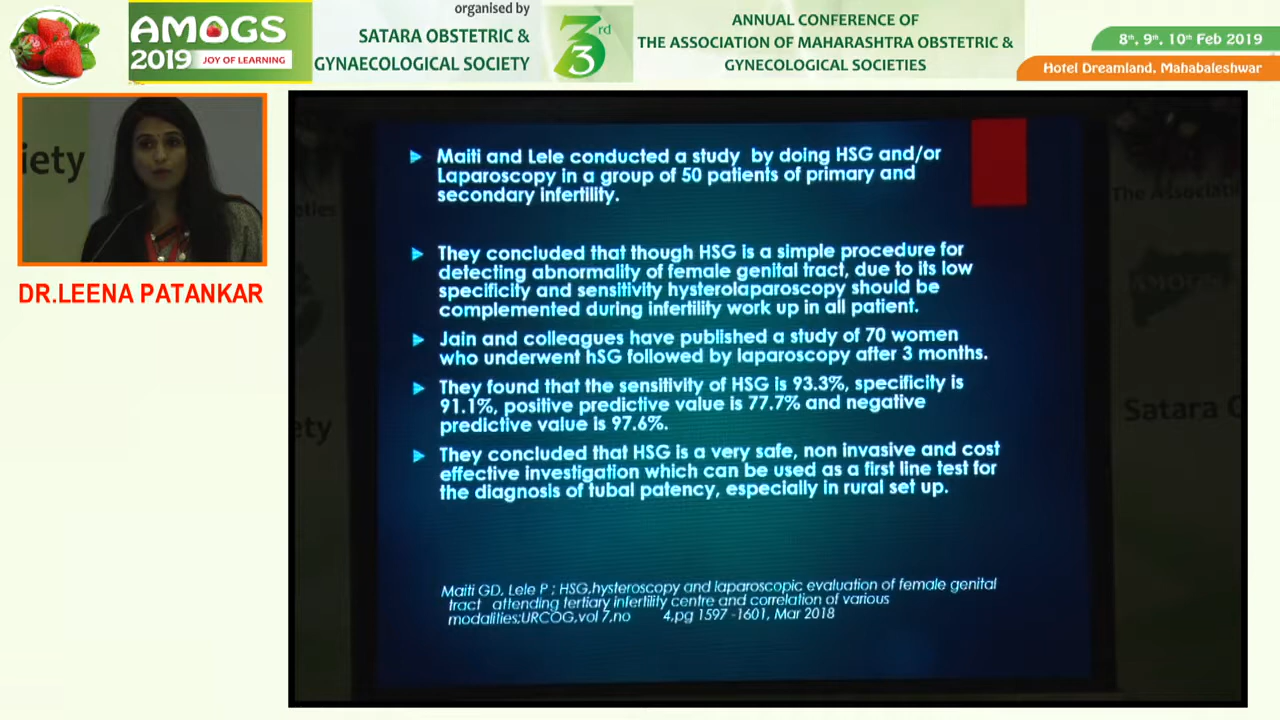 organised by
SATARA OBSTETRIC &
GYNAECOLOGICAL SOCIETY
AMOGS
2019 JOY OF LEARNING
33rd
ANNUAL CONFERENCE OF
THE ASSOCIATION OF MAHARASHTRA OBSTETRIC &
GYNECOLOGICAL SOCIETIES
8th, 9th, 10th Feb 2019
Hotel Dreamland, Mahabaleshwar
iety
DR.LEENA PATANKAR
Maiti and Lele conducted a study by doing HSG and/or
Laparoscopy in a group of 50 patients of primary and
secondary infertility.
They concluded that though HSG is a simple procedure for
detecting abnormality of female genital tract, due to its low
specificity and sensitivity hysterolaparoscopy should be
complemented during infertility work up in all patient.
Jain and colleagues have published a study of 70 women
who underwent hSG followed by laparoscopy after 3 months.
They found that the sensitivity of HSG is 93.3%, specificity is
91.1%, positive predictive value is 77.7% and negative
predictive value is 97.6%.
They concluded that HSG is a very safe, non invasive and cost
effective investigation which can be used as a first line test for
the diagnosis of tubal patency, especially in rural set up.
Maiti GD, Lele P ; HSG,hysteroscopy and laparoscopic evaluation of female genital
tract attending tertiary infertility centre and correlation of various
modalities;URCOG,vol 7,no 4,pg 1597 -1601, Mar 2018
ciety
The Associati
AMOGS
Satara O